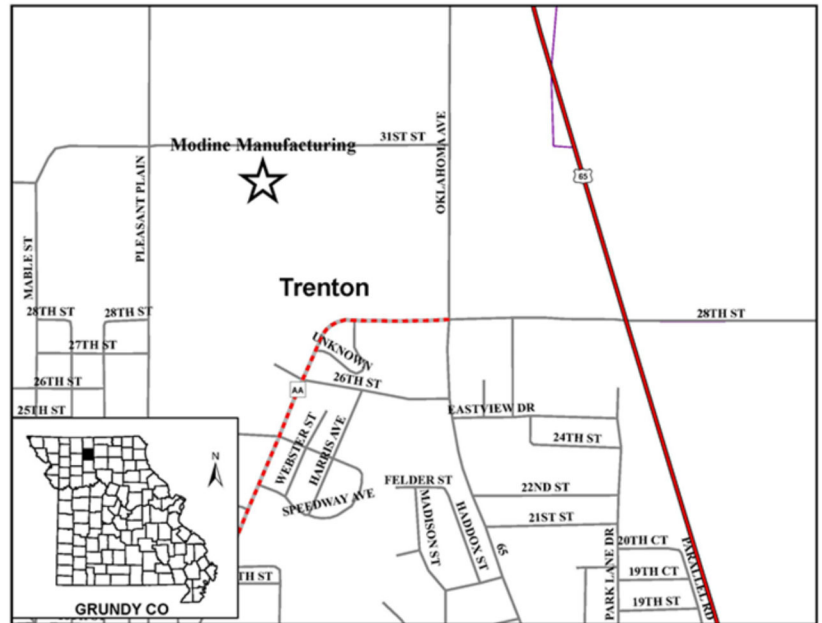 31ST ST
Modine Manufacturing
OKLAHOMA AVE
PLEASANT PLAIN
65
MABLE ST
Trenton
28TH ST
28TH ST
28TH ST
UNKNOWN
27TH ST
26TH ST
26TH ST
AA
25TH ST
EASTVIEW DR
WEBSTER ST
HARRIS AVE
24TH ST
N
SPEEDWAY AVE
FELDER ST
22ND ST
MADISON ST
HADDOX ST
21ST ST
65
PARK LANE DR
20TH CT
PARALLEL RD
19TH CT
TH ST
19TH ST
GRUNDY CO